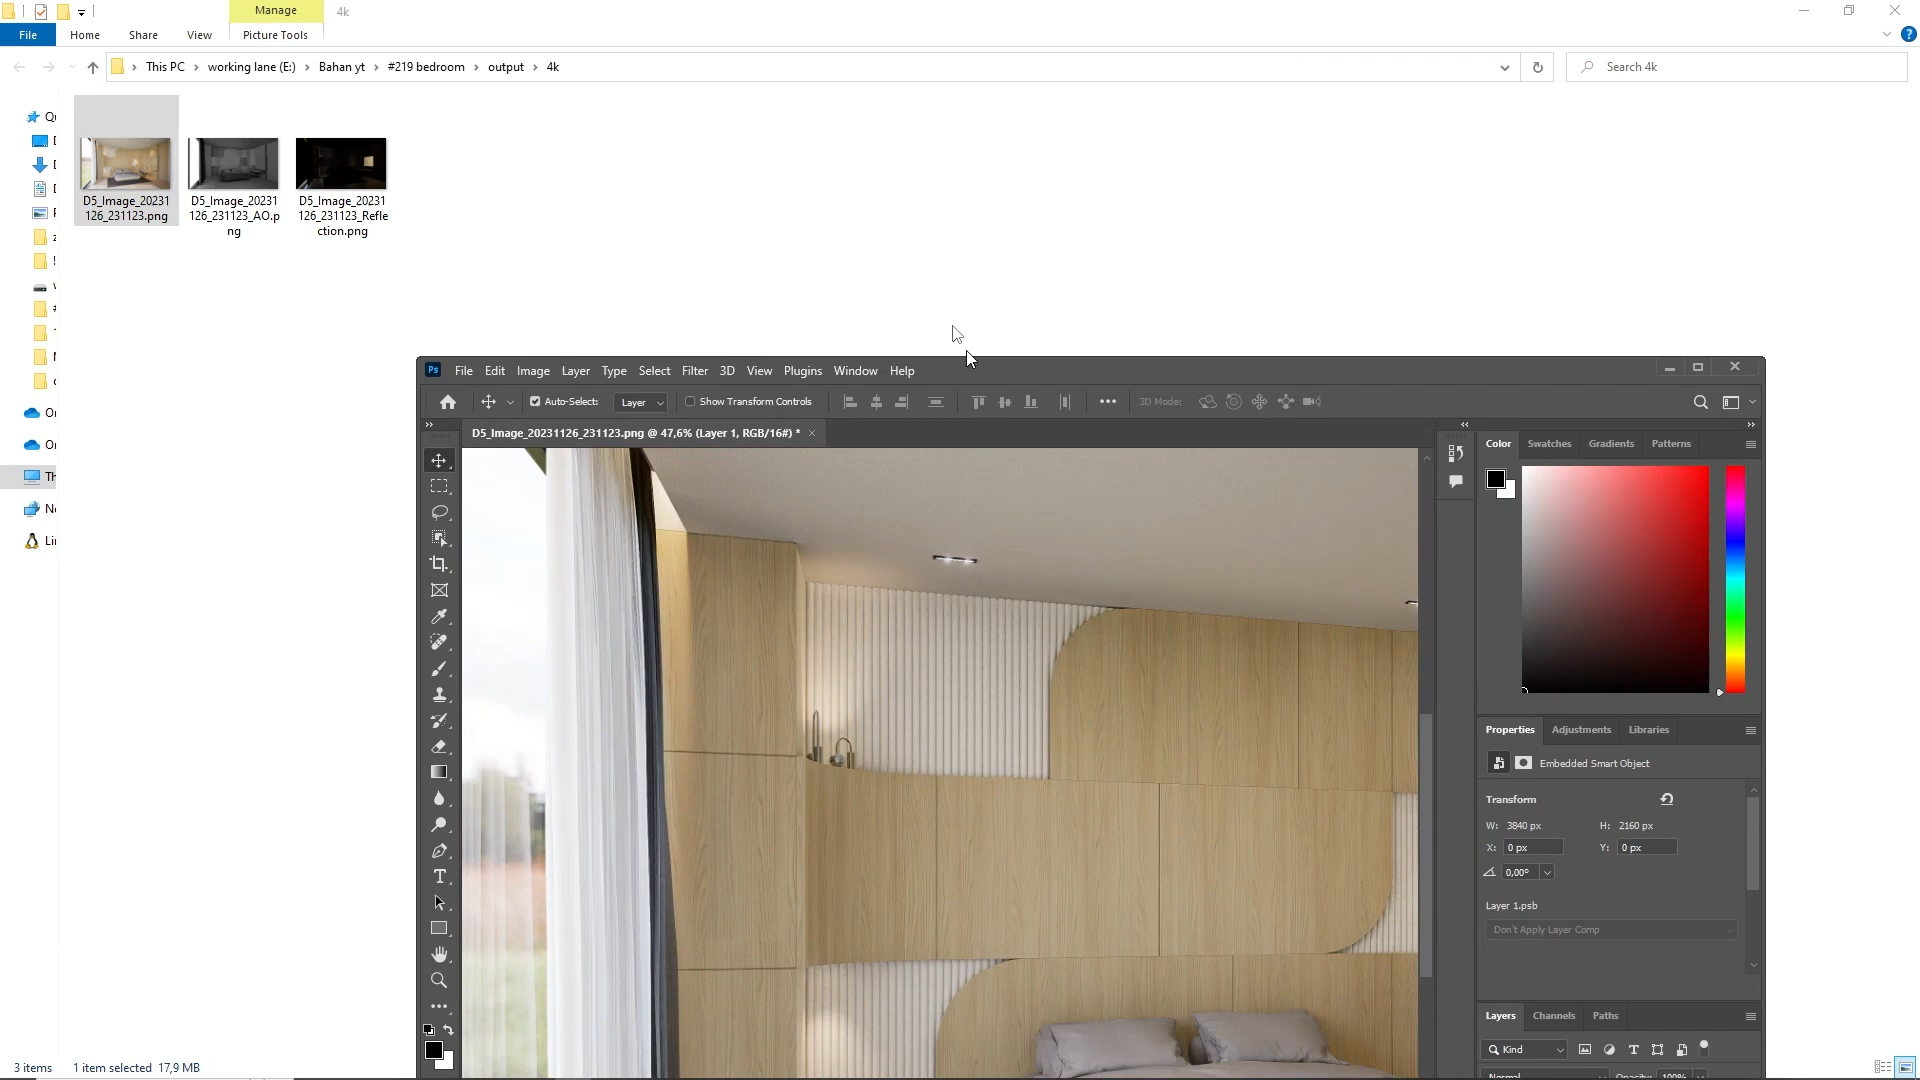 Manage
4k
File
Home
Share
View
Picture Tools
This PC
working lane (E:)
Bahan yt
#219 bedroom
output
4k
Search 4k
D5_Image_20231
126_231123.png
D5_Image_20231
126_231123_AO.p
ng
D5_Image_20231
126_231123_Refle
ction.png
Ps
File
Edit
Image
Layer
Type
Select
Filter
3D
View
Plugins
Window
Help
Auto-Select:
Layer
Show Transform Controls
3D Mode:
D5_Image_20231126_231123.png @ 47,6% (Layer 1, RGB/16#) *
Color
Swatches
Gradients
Patterns
Properties
Adjustments
Libraries
Embedded Smart Object
Transform
W: 3840 px
H: 2160 px
X: 0 px
Y: 0 px
0,00°
Layer 1.psb
Don't Apply Layer Comp
Layers
Channels
Paths
Kind
Normal
Opacity: 100%
3 items
1 item selected 17,9 MB